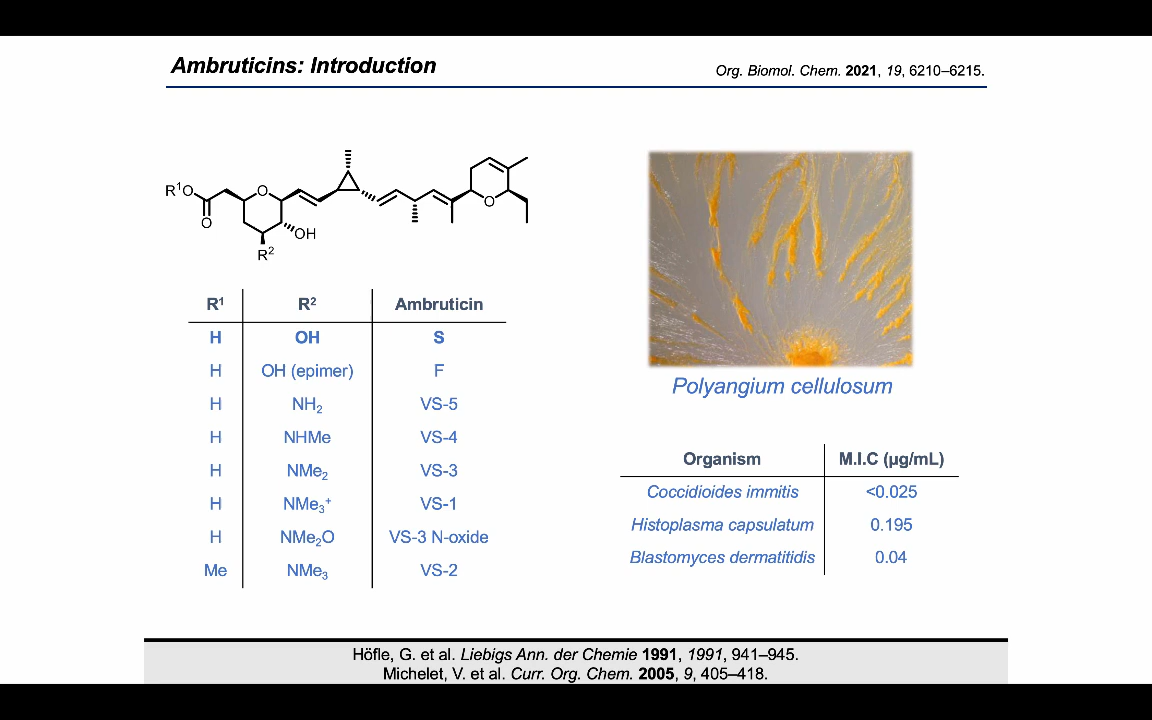 Ambruticins: Introduction
Org. Biomol. Chem. 2021, 19, 6210–6215.
R¹O
O
O
OH
R²
O
R¹ R² Ambruticin
H OH S
H OH (epimer) F
H NH₂ VS-5
H NHMe VS-4
H NMe₂ VS-3
H NMe₃⁺ VS-1
H NMe₂O VS-3 N-oxide
Me NMe₃ VS-2
Polyangium cellulosum
Organism M.I.C (µg/mL)
Coccidioides immitis <0.025
Histoplasma capsulatum 0.195
Blastomyces dermatitidis 0.04
Höfle, G. et al. Liebigs Ann. der Chemie 1991, 1991, 941–945.
Michelet, V. et al. Curr. Org. Chem. 2005, 9, 405–418.